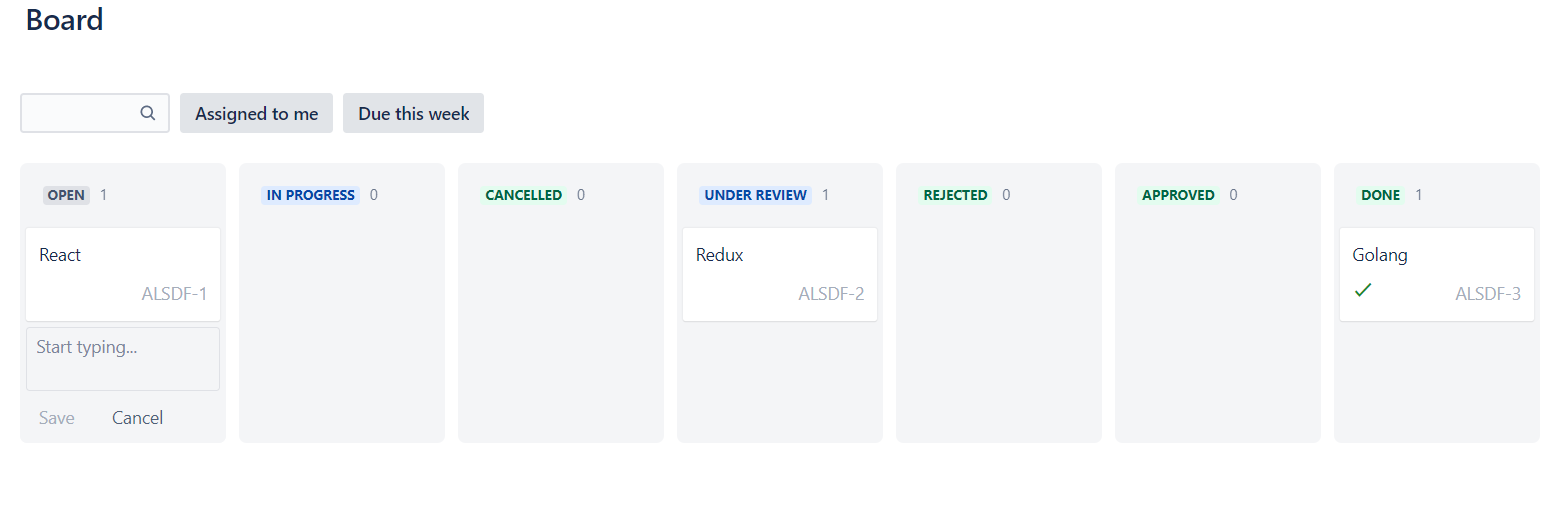 Board
Assigned to me
Due this week
OPEN 1
React
ALSDF-1
Start typing...
Save Cancel
IN PROGRESS 0
CANCELLED 0
UNDER REVIEW 1
Redux
ALSDF-2
REJECTED 0
APPROVED 0
DONE 1
Golang
ALSDF-3